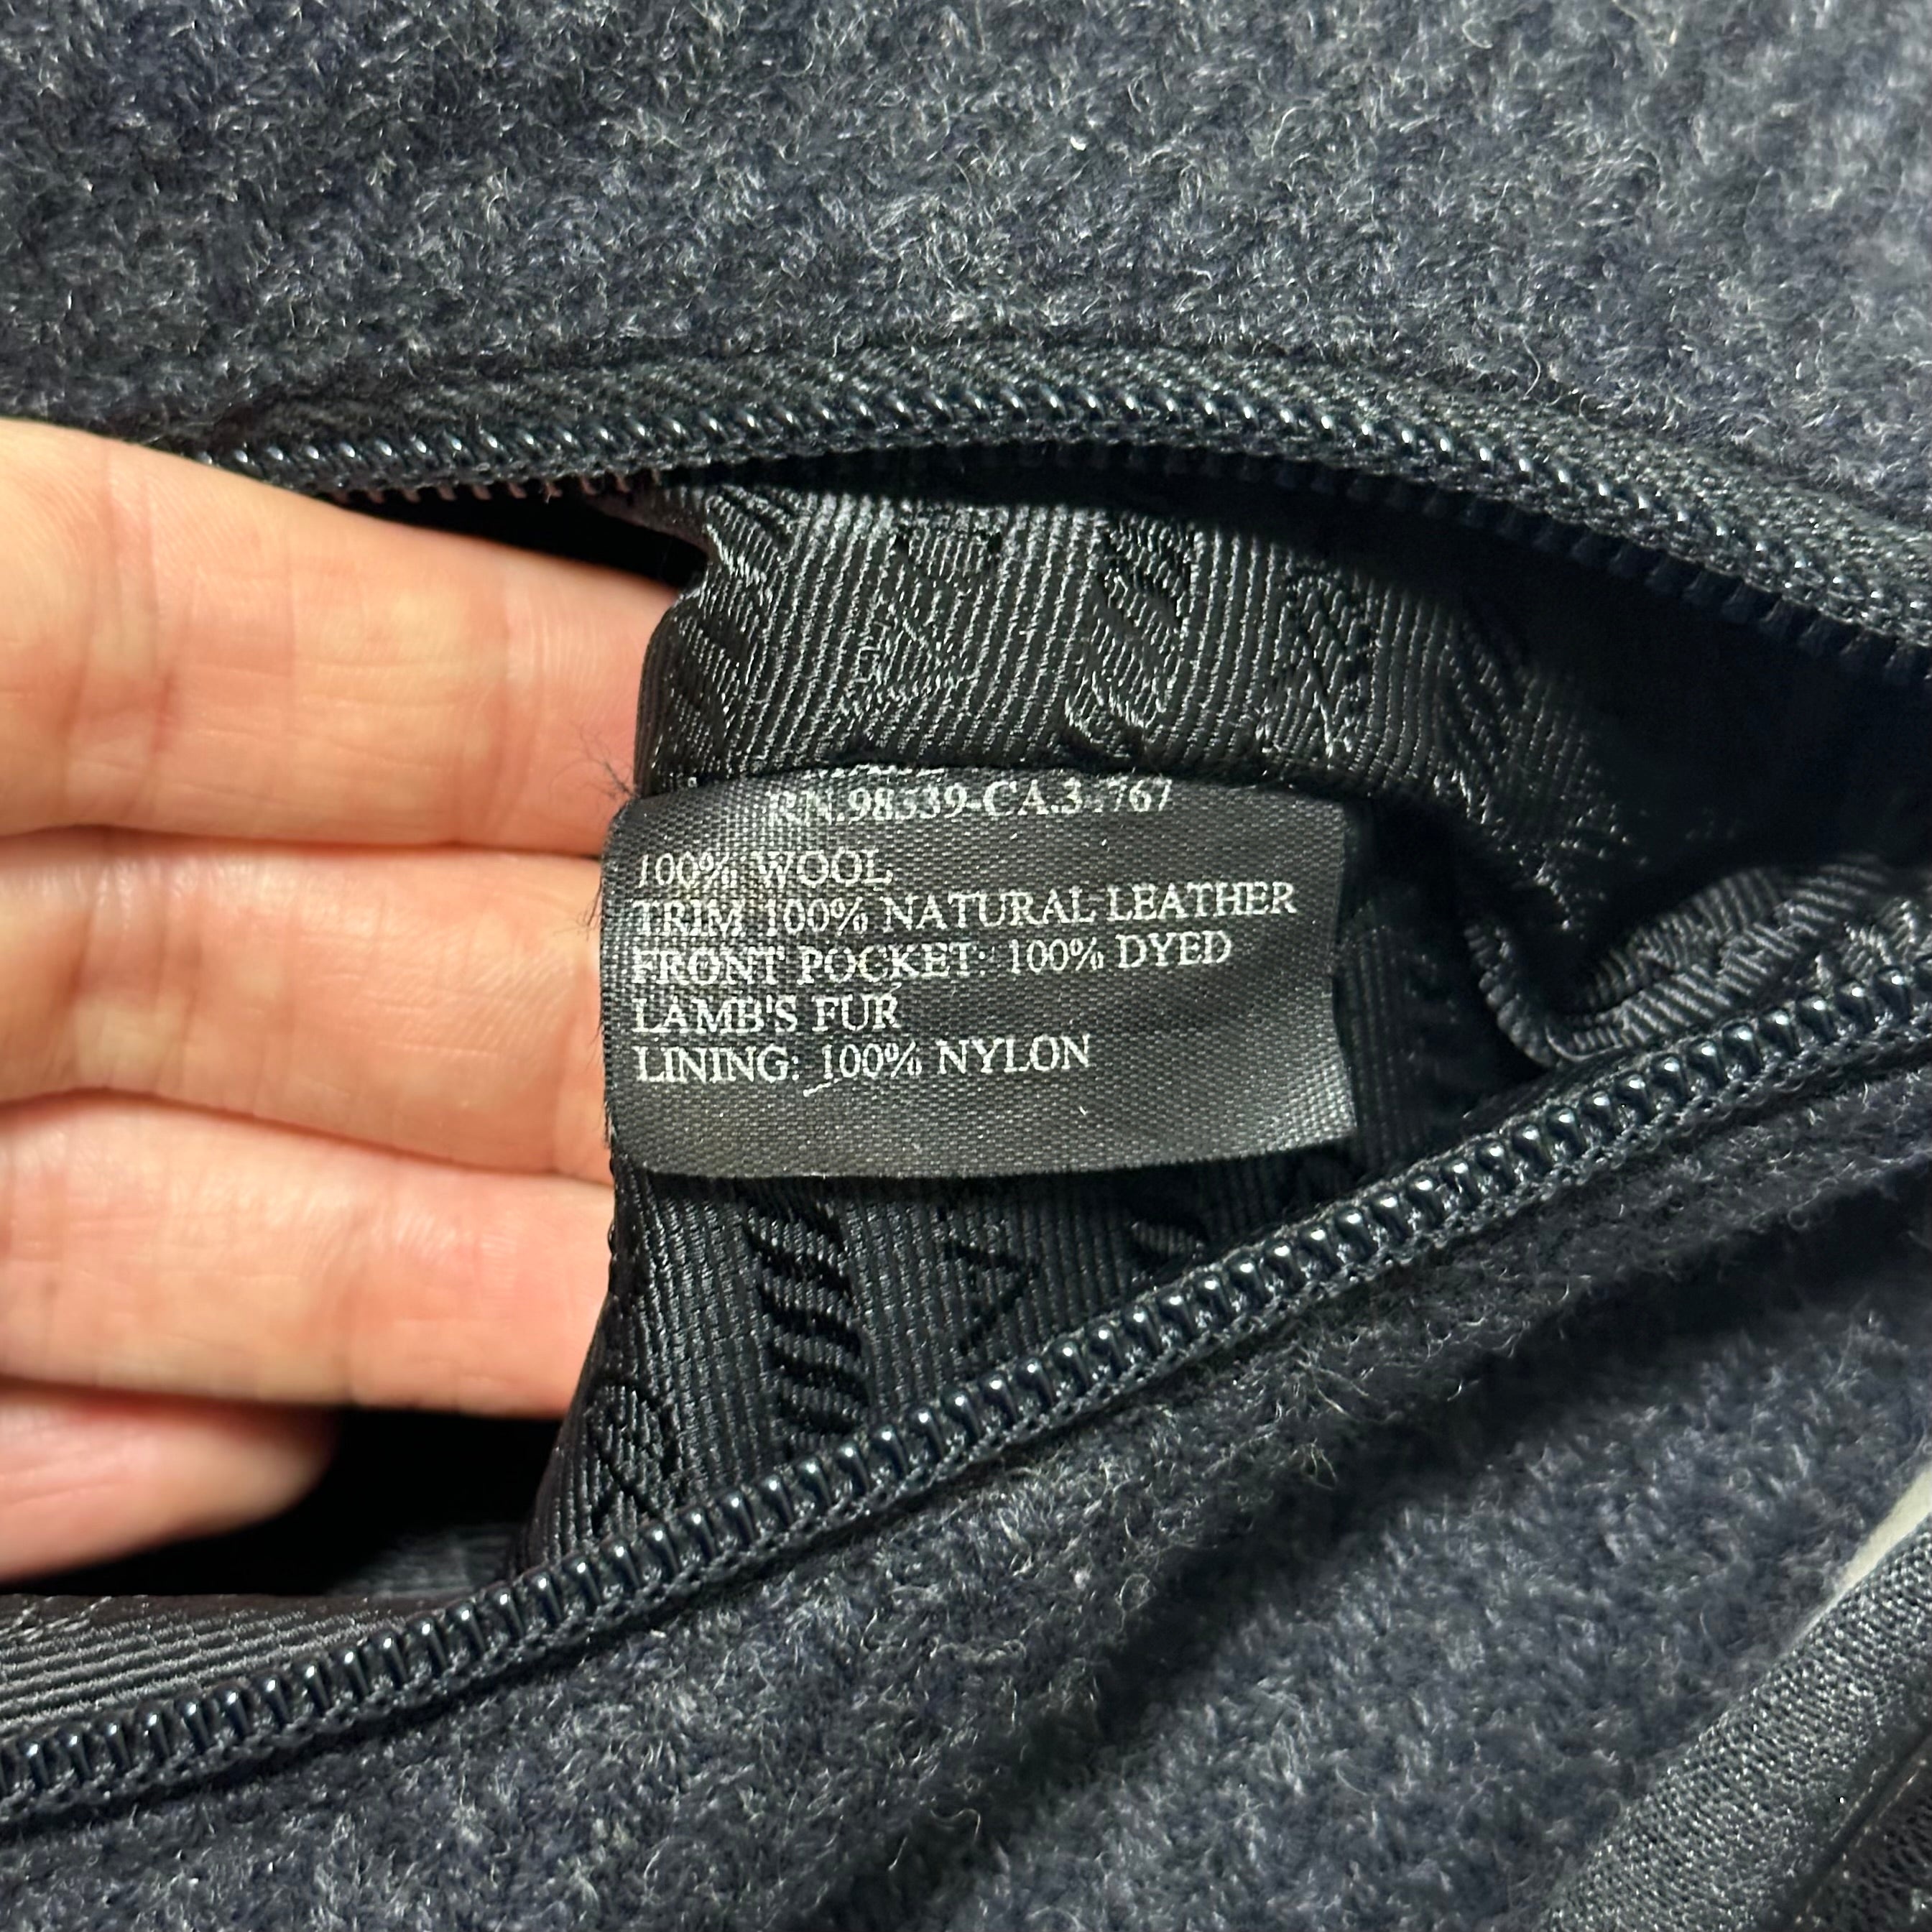 100% WOOL
TRIM 100% NATURAL LEATHER
FRONT POCKET: 100% DYED
LAMB'S FUR
LINING: 100% NYLON